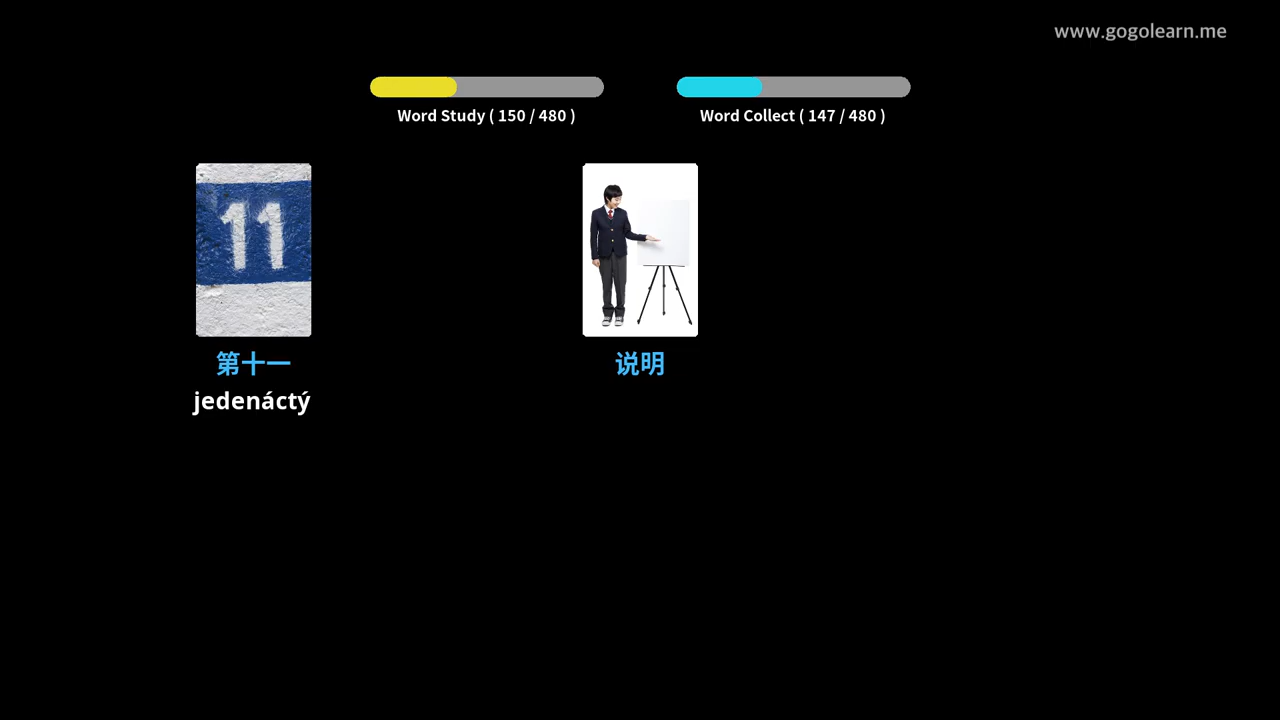 www.gogolearn.me
Word Study ( 150 / 480 )
Word Collect ( 147 / 480 )
11
第十一
jedenáctý
说明